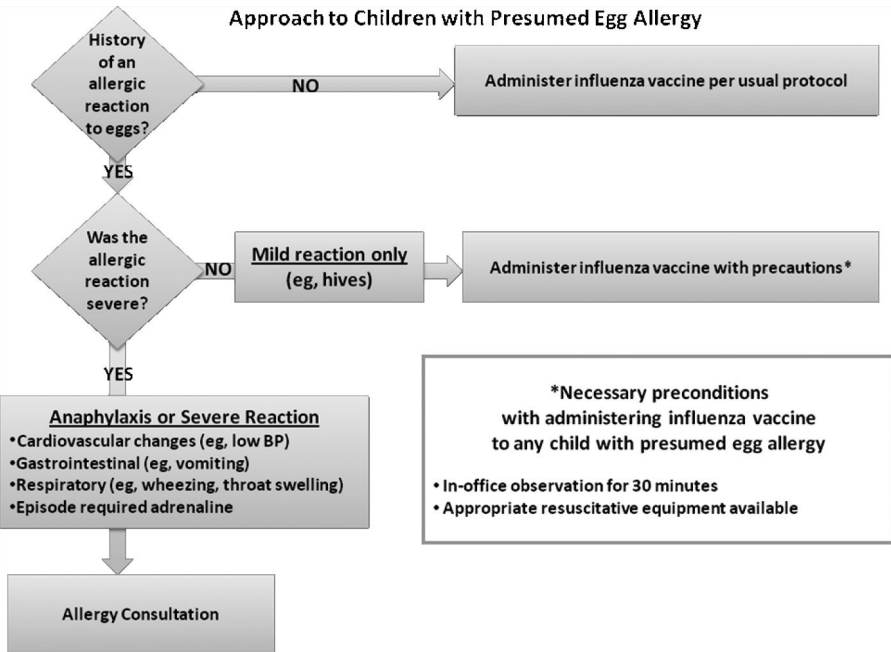 Approach to Children with Presumed Egg Allergy
History
of an
allergic
reaction
to eggs?
NO
Administer influenza vaccine per usual protocol
YES
Was the
allergic
reaction
severe?
NO
Mild reaction only
(eg, hives)
Administer influenza vaccine with precautions*
YES
Anaphylaxis or Severe Reaction
•Cardiovascular changes (eg, low BP)
•Gastrointestinal (eg, vomiting)
•Respiratory (eg, wheezing, throat swelling)
•Episode required adrenaline
*Necessary preconditions
with administering influenza vaccine
to any child with presumed egg allergy
• In-office observation for 30 minutes
• Appropriate resuscitative equipment available
Allergy Consultation